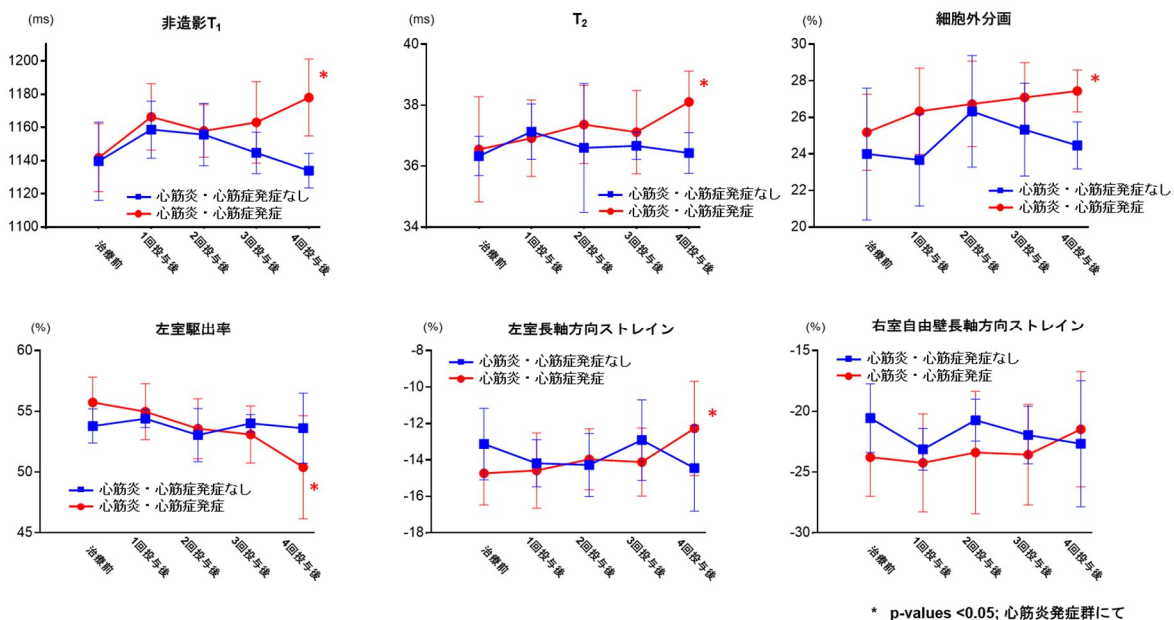 非造影T₁
(ms)
1200
1180
1160
1140
1120
1100
心筋炎・心筋症発症なし
心筋炎・心筋症発症
*
治療前
1回投与後
2回投与後
3回投与後
4回投与後
T₂
(ms)
40
38
36
34
心筋炎・心筋症発症なし
心筋炎・心筋症発症
*
治療前
1回投与後
2回投与後
3回投与後
4回投与後
細胞外分画
(%)
30
28
26
24
22
20
心筋炎・心筋症発症なし
心筋炎・心筋症発症
*
治療前
1回投与後
2回投与後
3回投与後
4回投与後
左室駆出率
(%)
60
55
50
45
心筋炎・心筋症発症なし
心筋炎・心筋症発症
*
治療前
1回投与後
2回投与後
3回投与後
4回投与後
左室長軸方向ストレイン
(%)
-8
-10
-12
-14
-16
-18
心筋炎・心筋症発症なし
心筋炎・心筋症発症
*
治療前
1回投与後
2回投与後
3回投与後
4回投与後
右室自由壁長軸方向ストレイン
(%)
-15
-20
-25
-30
心筋炎・心筋症発症なし
心筋炎・心筋症発症
治療前
1回投与後
2回投与後
3回投与後
4回投与後
* p-values <0.05; 心筋炎発症群にて